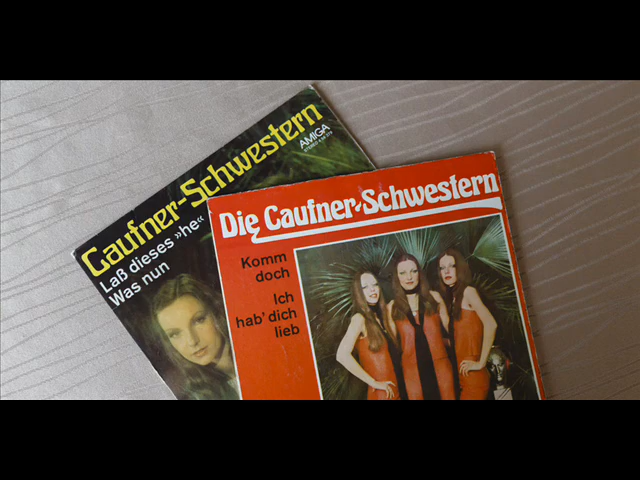 Gaufner-Schwestern
AMIGA
Laß dieses »he«
Was nun
Die Gaufner-Schwestern
Komm
doch
Ich
hab' dich
lieb